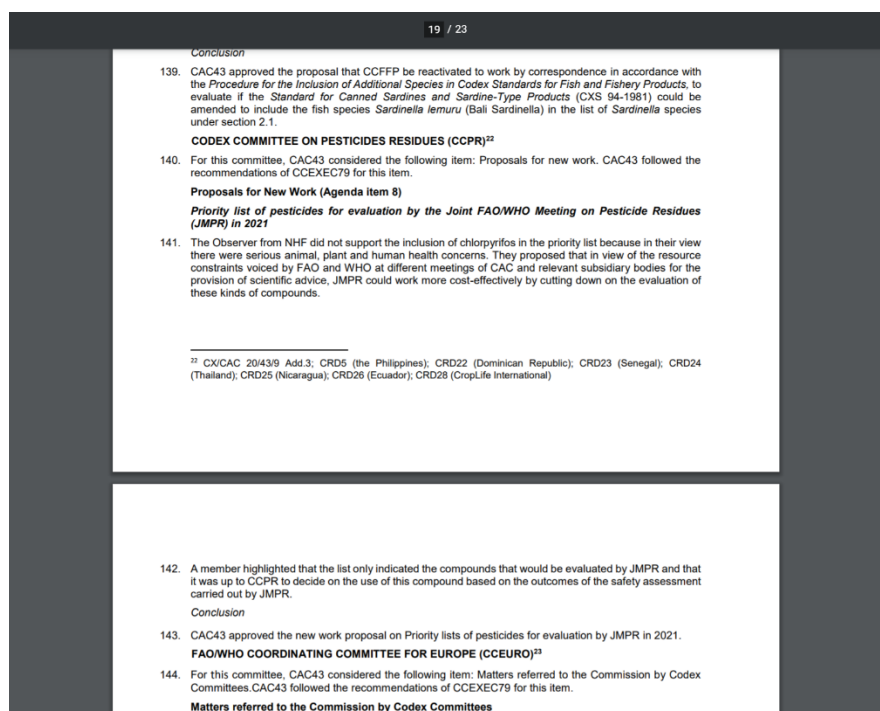 19 / 23
Conclusion
139. CAC43 approved the proposal that CCFFP be reactivated to work by correspondence in accordance with
the Procedure for the Inclusion of Additional Species in Codex Standards for Fish and Fishery Products, to
evaluate if the Standard for Canned Sardines and Sardine-Type Products (CXS 94-1981) could be
amended to include the fish species Sardinella lemuru (Bali Sardinella) in the list of Sardinella species
under section 2.1.
CODEX COMMITTEE ON PESTICIDES RESIDUES (CCPR)22
140. For this committee, CAC43 considered the following item: Proposals for new work. CAC43 followed the
recommendations of CCEXEC79 for this item.
Proposals for New Work (Agenda item 8)
Priority list of pesticides for evaluation by the Joint FAO/WHO Meeting on Pesticide Residues
(JMPR) in 2021
141. The Observer from NHF did not support the inclusion of chlorpyrifos in the priority list because in their view
there were serious animal, plant and human health concerns. They proposed that in view of the resource
constraints voiced by FAO and WHO at different meetings of CAC and relevant subsidiary bodies for the
provision of scientific advice, JMPR could work more cost-effectively by cutting down on the evaluation of
these kinds of compounds.
22 CX/CAC 20/43/9 Add.3; CRD5 (the Philippines); CRD22 (Dominican Republic); CRD23 (Senegal); CRD24
(Thailand); CRD25 (Nicaragua); CRD26 (Ecuador); CRD28 (CropLife International)
142. A member highlighted that the list only indicated the compounds that would be evaluated by JMPR and that
it was up to CCPR to decide on the use of this compound based on the outcomes of the safety assessment
carried out by JMPR.
Conclusion
143. CAC43 approved the new work proposal on Priority lists of pesticides for evaluation by JMPR in 2021.
FAO/WHO COORDINATING COMMITTEE FOR EUROPE (CCEURO)23
144. For this committee, CAC43 considered the following item: Matters referred to the Commission by Codex
Committees.CAC43 followed the recommendations of CCEXEC79 for this item.
Matters referred to the Commission by Codex Committees